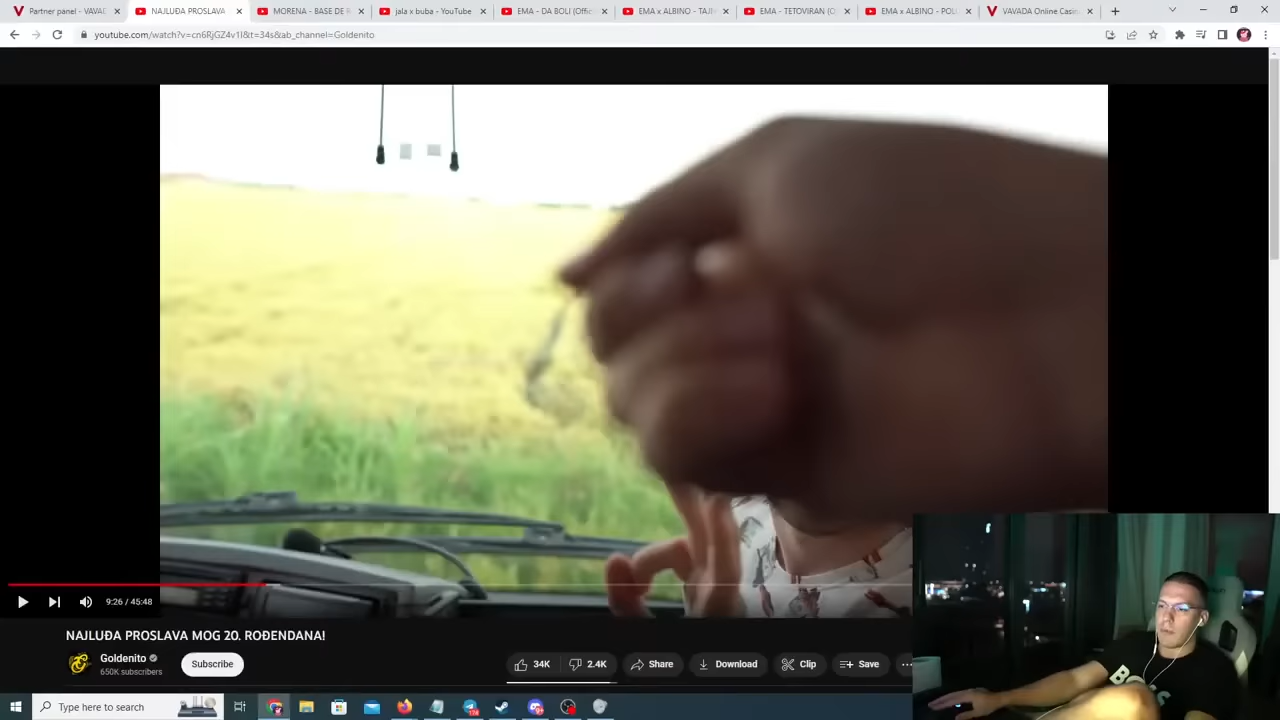 Partner panel - VAVAD
NAJLUĐA PROSLAVA
MORENA - BASE DE R
jala x buba - YouTube
EMA - DA BOLI (Offic
EMA x ALBINO - TAJN
EMA - TETOVIRAN (O
EMA x ALBINO - POL
VAVADA Online Casin
youtube.com/watch?v=cn6RjGZ4v1I&t=34s&ab_channel=Goldenito
9:26 / 45:48
NAJLUĐA PROSLAVA MOG 20. ROĐENDANA!
Goldenito
650K subscribers
Subscribe
34K
2.4K
Share
Download
Clip
Save
Type here to search